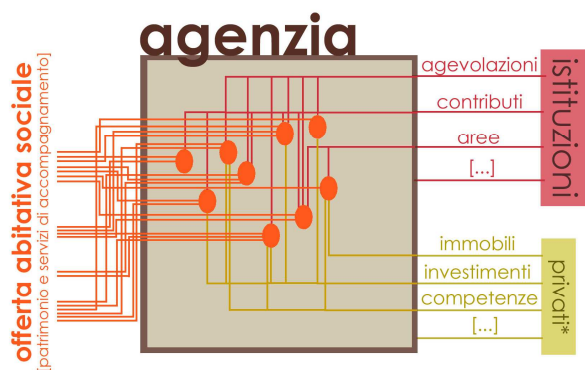 agenzia
offerta abitativa sociale
[patrimonio e servizi di accompagnamento]
agevolazioni
contributi
aree
[...]
istituzioni
immobili
investimenti
competenze
[...]
privati*